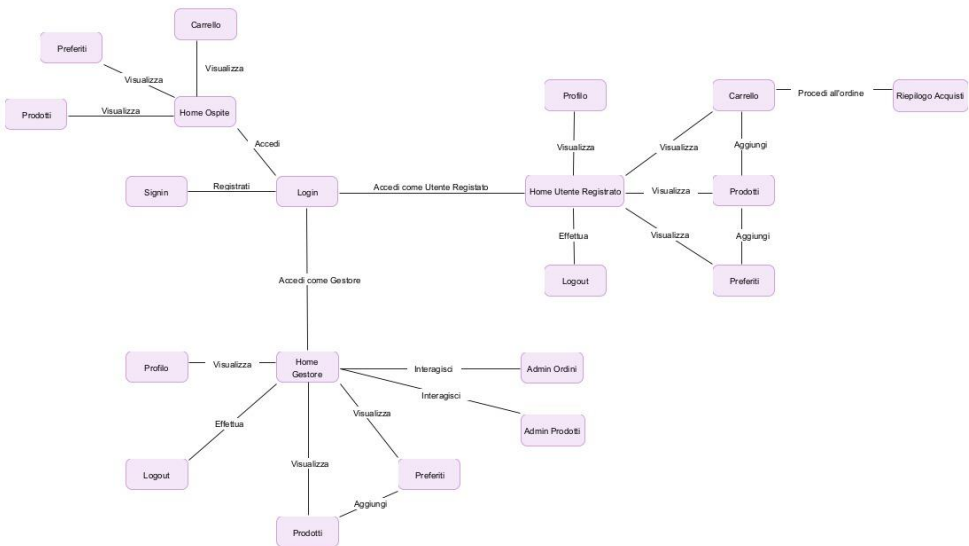 Carrello
Preferiti
Visualizza
Visualizza
Prodotti
Visualizza
Home Ospite
Accedi
Signin
Registrati
Login
Accedi come Utente Registato
Home Utente Registrato
Profilo
Visualizza
Carrello
Procedi all'ordine
Riepilogo Acquisti
Visualizza
Aggiungi
Visualizza
Prodotti
Effettua
Visualizza
Aggiungi
Logout
Preferiti
Accedi come Gestore
Profilo
Visualizza
Home
Gestore
Interagisci
Admin Ordini
Interagisci
Admin Prodotti
Effettua
Visualizza
Logout
Visualizza
Preferiti
Aggiungi
Prodotti